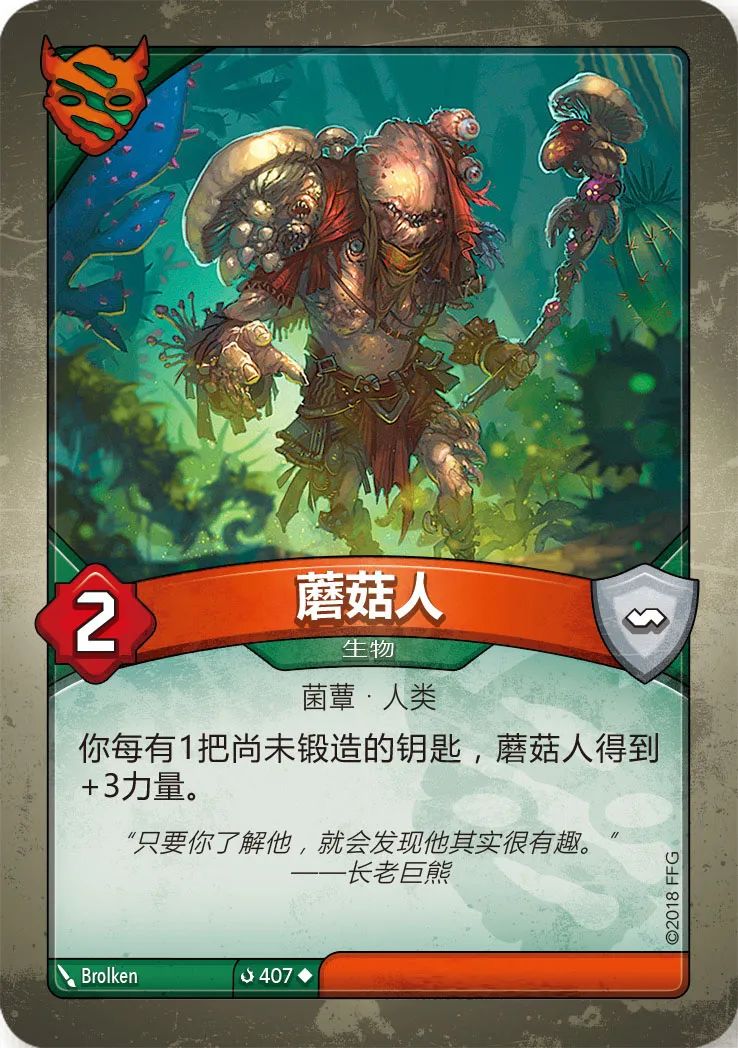 2
蘑菇人
生物
菌蕈·人类
你每有1把尚未锻造的钥匙，蘑菇人得到
+3力量。
“只要你了解他，就会发现他其实很有趣。”
——长老巨熊
©2018 FFG
Brolken
407